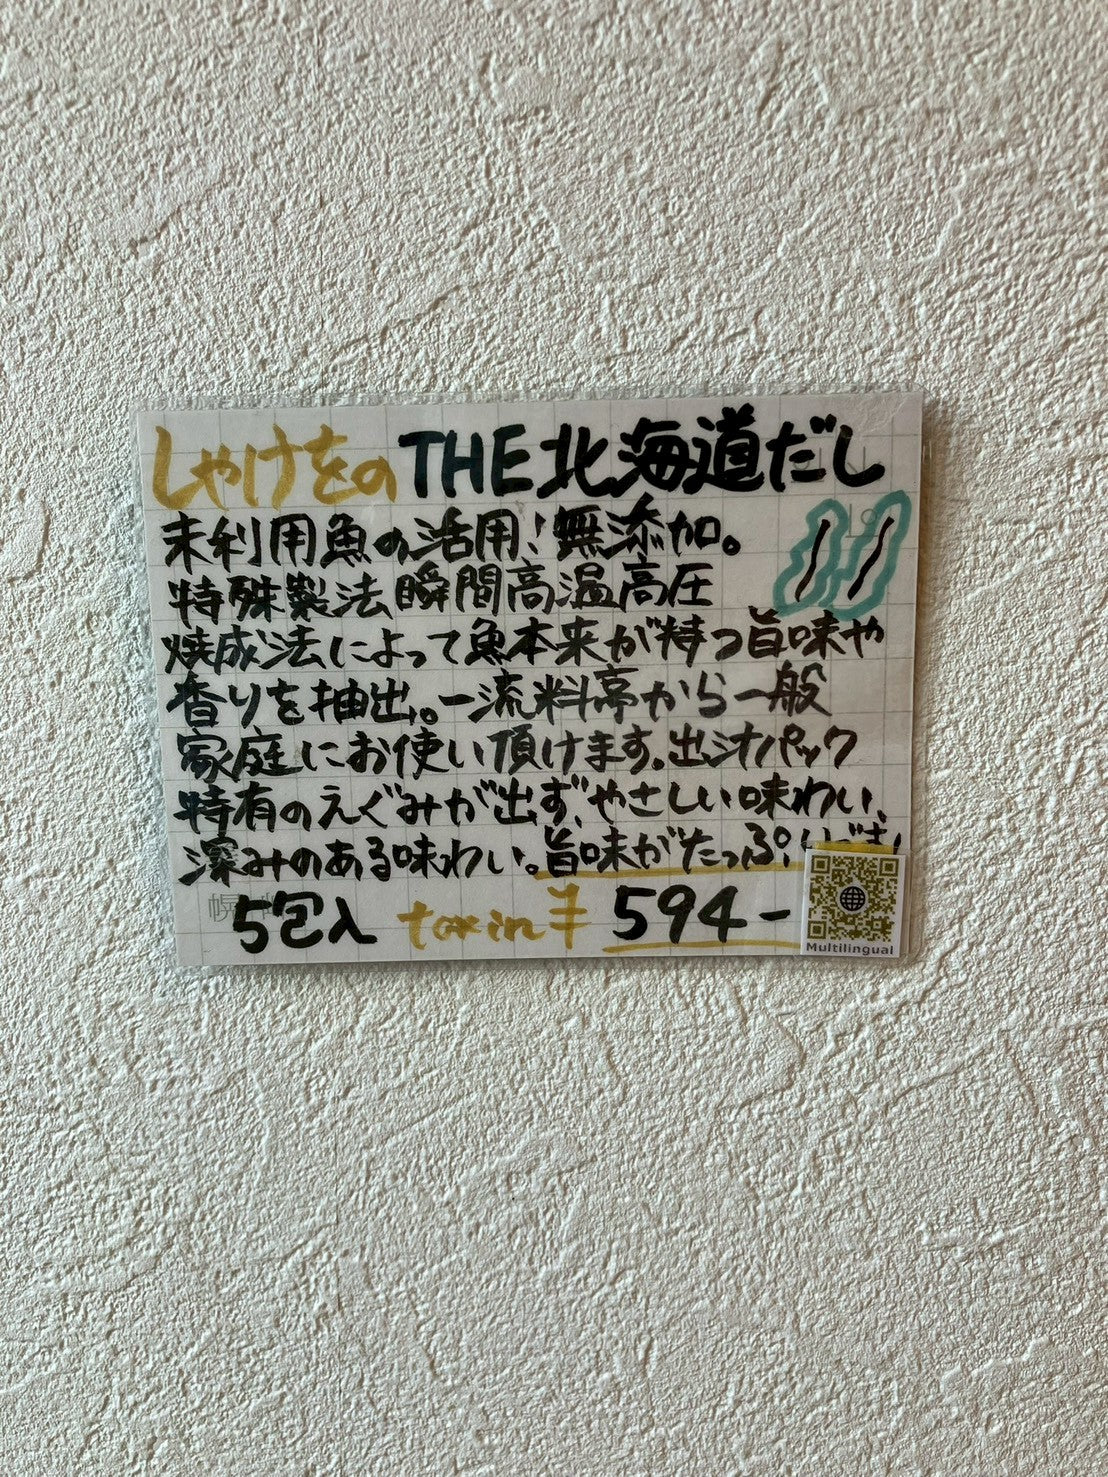 しゃけをの THE 北海道だし
未利用魚の活用!無添加。
特殊製法瞬間高温高圧
焼成法によって魚本来が持つ旨味や
香りを抽出。一流料亭から一般
家庭にお使い頂けます。出汁パック
特有のえぐみが出ず、やさしい味わい、
深みのある味わい。旨味がたっぷり
5包入 tax in ¥ 594-
Multilingual